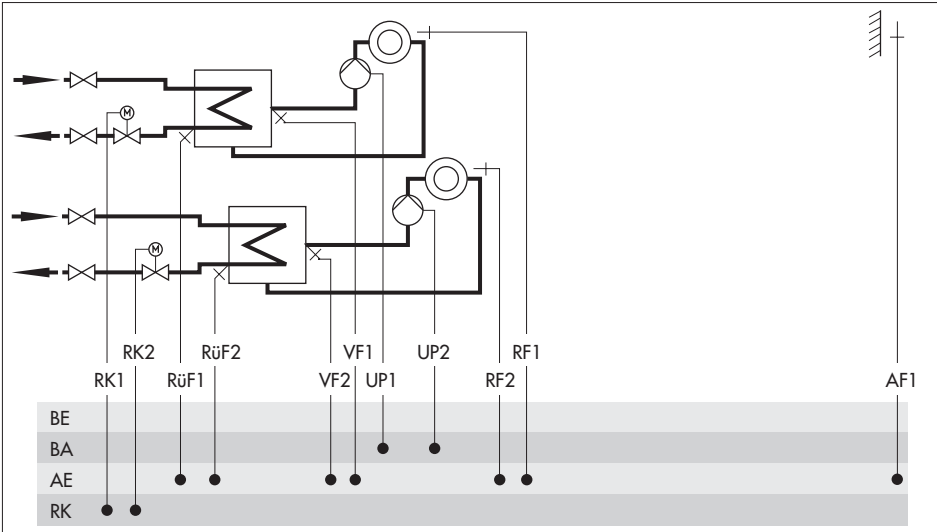 M
M
RK2 RüF2 VF1 UP2 RF1
RK1 RüF1 VF2 UP1 RF2 AF1
BE
BA
AE
RK